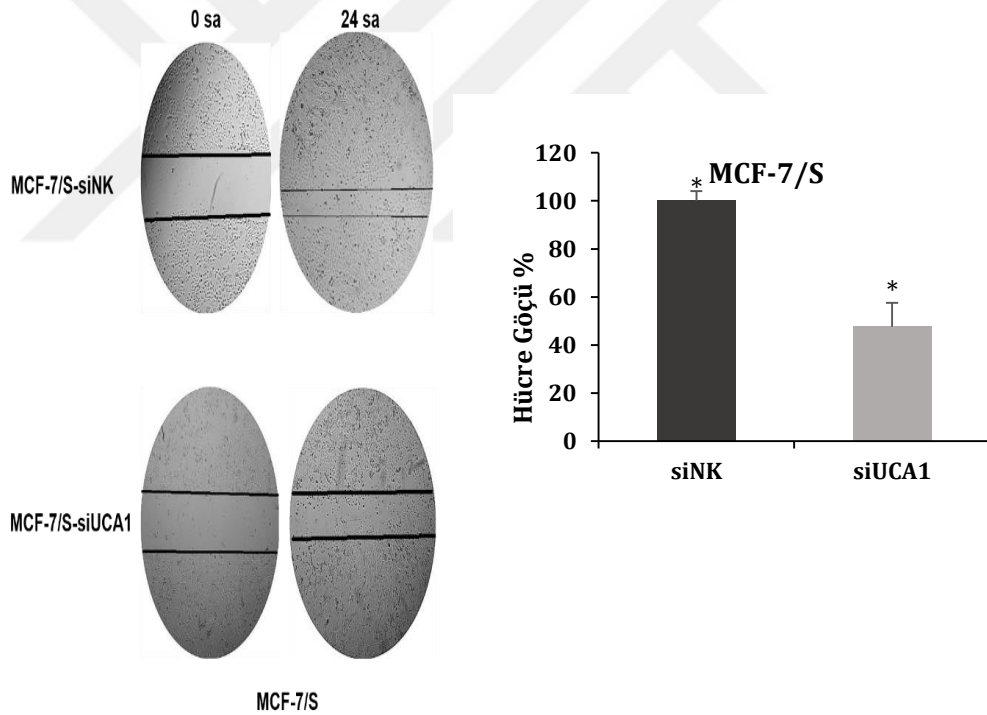 0 sa 24 sa
MCF-7/S-siNK
MCF-7/S-siUCA1
MCF-7/S
MCF-7/S
Hücre Göçü %
120
100
80
60
40
20
0
*
*
siNK siUCA1